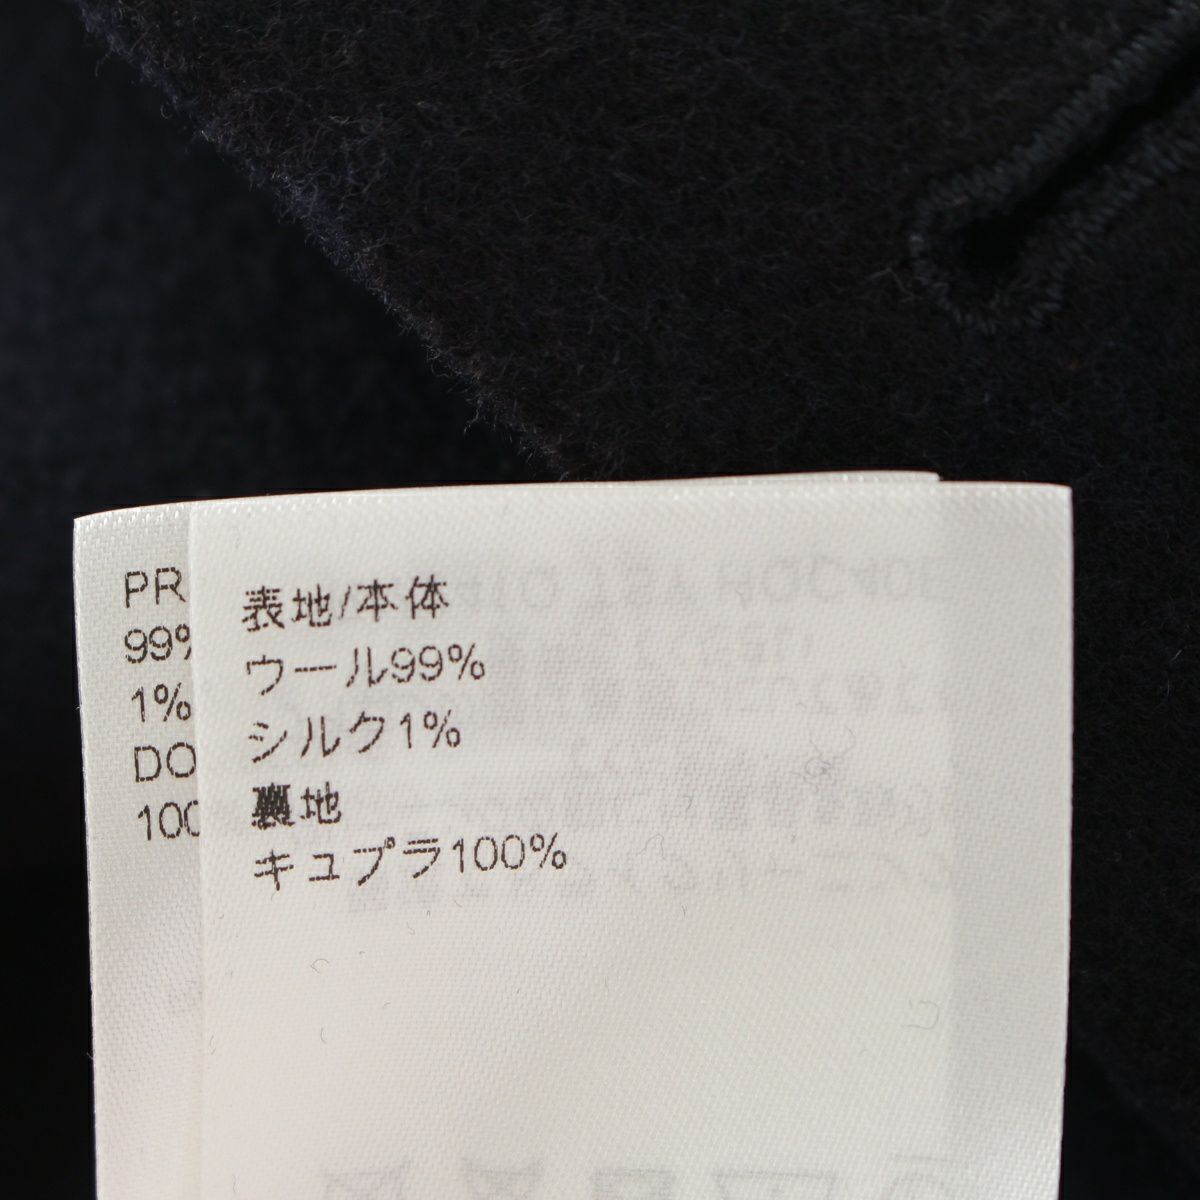 PR
99%
1%
DO
100
表地/本体
ウール99%
シルク1%
裏地
キュプラ100%